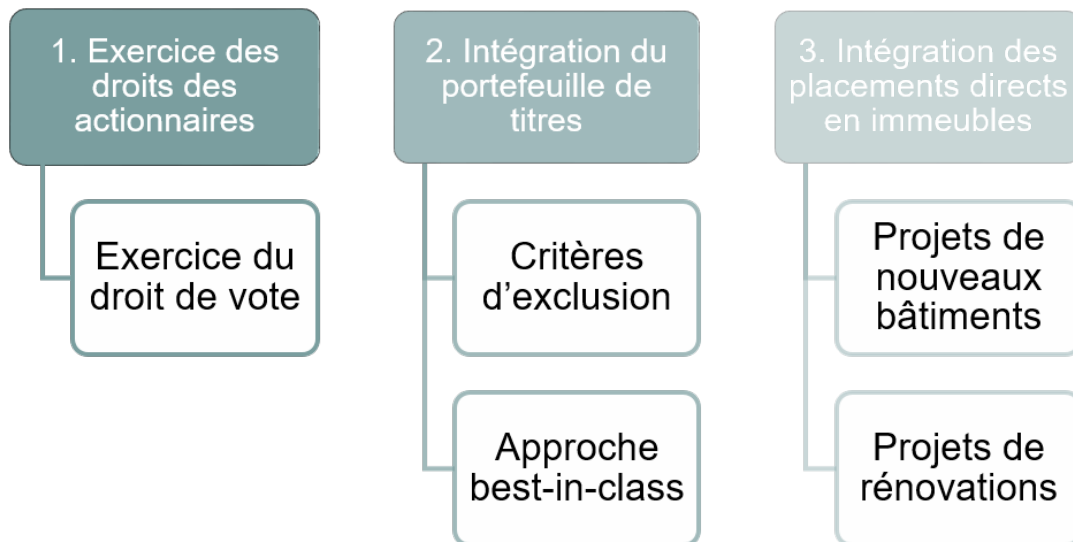 1. Exercice des
droits des
actionnaires
Exercice du
droit de vote
2. Intégration du
portefeuille de
titres
Critères
d’exclusion
Approche
best-in-class
3. Intégration des
placements directs
en immeubles
Projets de
nouveaux
bâtiments
Projets de
rénovations